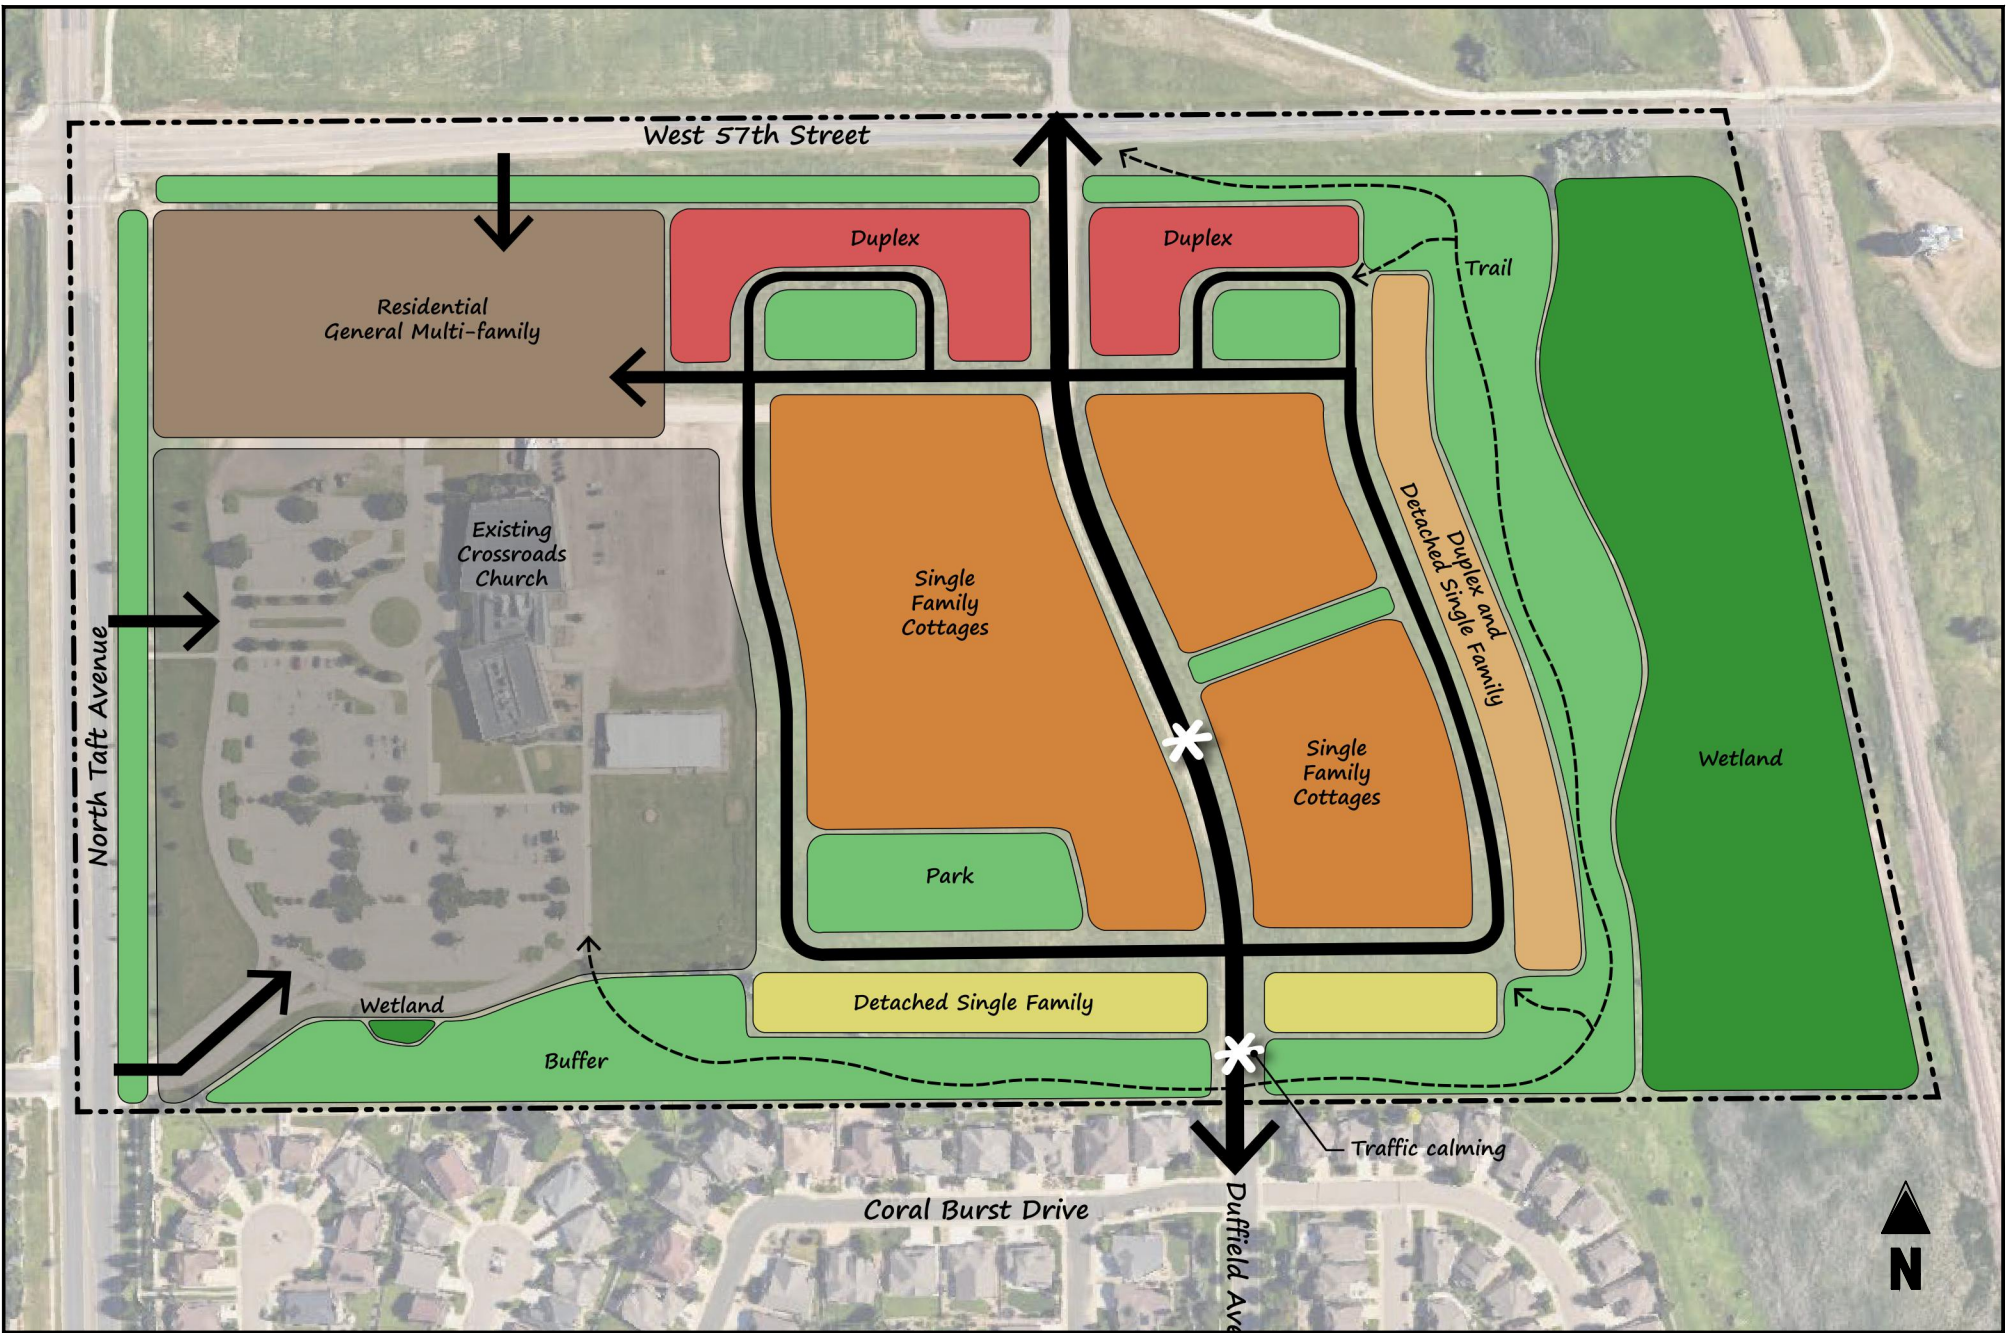 West 57th Street
Duplex
Duplex
Trail
Residential
General Multi-family
Existing
Crossroads
Church
Single
Family
Cottages
Duplex and
Detached Single Family
North Taft Avenue
Single
Family
Cottages
Wetland
Park
Wetland
Detached Single Family
Buffer
Traffic calming
Coral Burst Drive
Duffield Ave
N